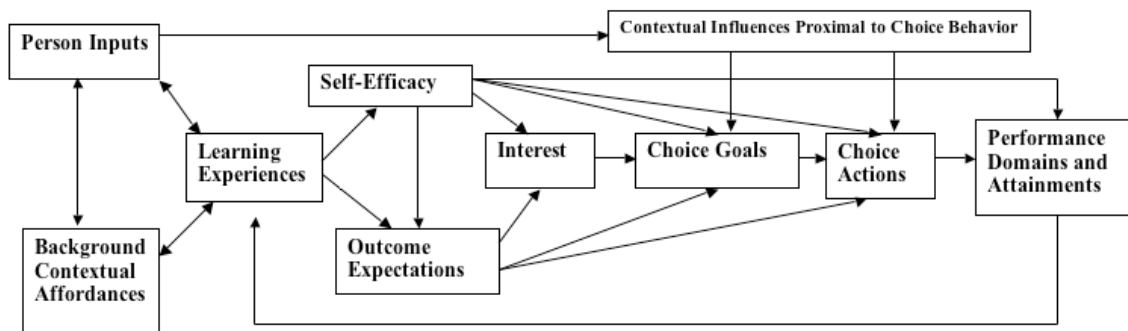 Person Inputs
Contextual Influences Proximal to Choice Behavior
Self-Efficacy
Learning
Experiences
Interest
Choice Goals
Choice
Actions
Performance
Domains and
Attainments
Background
Contextual
Affordances
Outcome
Expectations